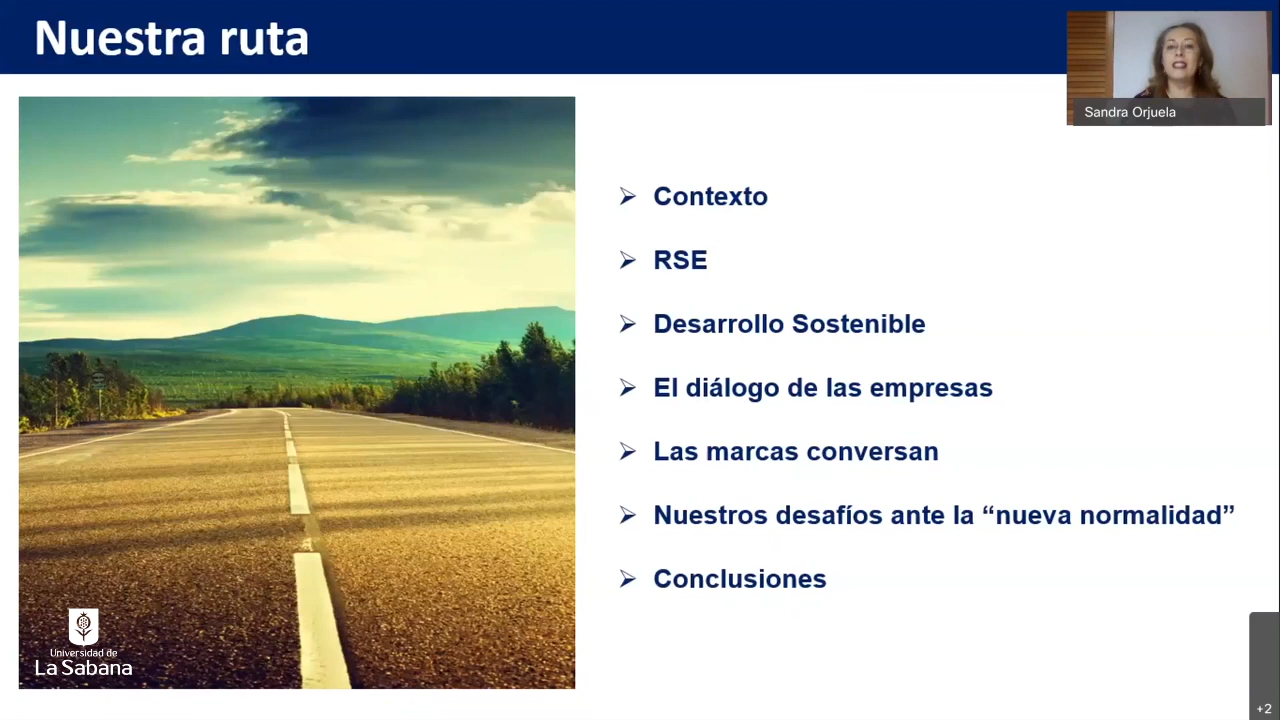 Nuestra ruta
Sandra Orjuela
Contexto
RSE
Desarrollo Sostenible
El diálogo de las empresas
Las marcas conversan
Nuestros desafíos ante la “nueva normalidad”
Conclusiones
Universidad de
La Sabana
+2